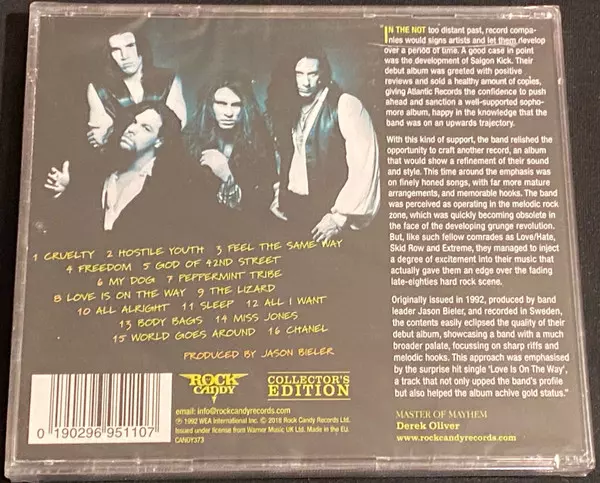 1 CRUELTY 2 HOSTILE YOUTH 3 FEEL THE SAME WAY
4 FREEDOM 5 GOD OF 42ND STREET
6 MY DOG 7 PEPPERMINT TRIBE
8 LOVE IS ON THE WAY 9 THE LIZARD
10 ALL ALRIGHT 11 SLEEP 12 ALL I WANT
13 BODY BAGS 14 MISS JONES
15 WORLD GOES AROUND 16 CHANEL
PRODUCED BY JASON BIELER
0 190296 951107
ROCK
CANDY
COLLECTOR'S
EDITION
email: info@rockcandyrecords.com
℗ 1992 WEA International Inc. © 2018 Rock Candy Records Ltd.
Issued under license from Warner Music UK Ltd. Made in the EU.
CANDY373
IN THE NOT too distant past, record compa-
nies would signs artists and let them develop
over a period of time. A good case in point
was the development of Saigon Kick. Their
debut album was greeted with positive
reviews and sold a healthy amount of copies,
giving Atlantic Records the confidence to push
ahead and sanction a well-supported sopho-
more album, happy in the knowledge that the
band was on an upwards trajectory.
With this kind of support, the band relished the
opportunity to craft another record, an album
that would show a refinement of their sound
and style. This time around the emphasis was
on finely honed songs, with far more mature
arrangements, and memorable hooks. The band
was perceived as operating in the melodic rock
zone, which was quickly becoming obsolete in
the face of the developing grunge revolution.
But, like such fellow comrades as Love/Hate,
Skid Row and Extreme, they managed to inject
a degree of excitement into their music that
actually gave them an edge over the fading
late-eighties hard rock scene.
Originally issued in 1992, produced by band
leader Jason Bieler, and recorded in Sweden,
the contents easily eclipsed the quality of their
debut album, showcasing a band with a much
broader palette, focussing on sharp riffs and
melodic hooks. This approach was emphasised
by the surprise hit single 'Love Is On The Way',
a track that not only upped the band's profile
but also helped the album achive gold status."
MASTER OF MAYHEM
Derek Oliver
www.rockcandyrecords.com